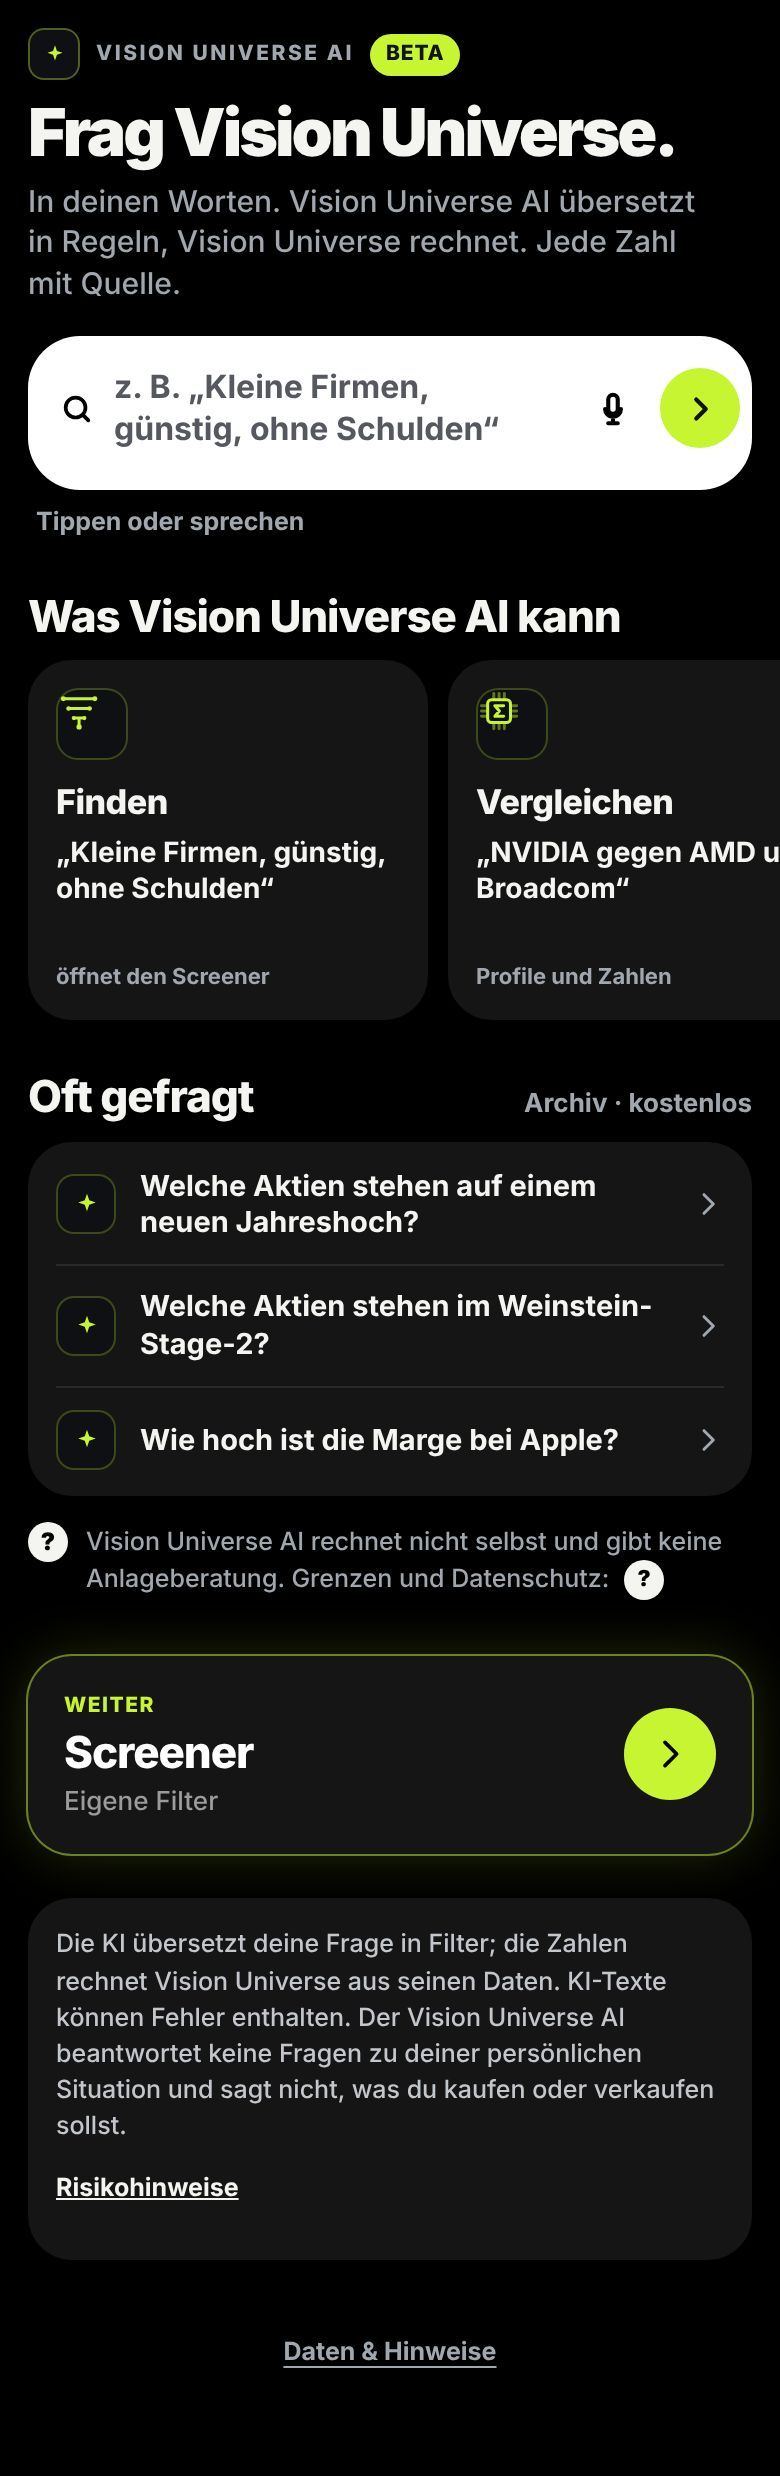 VISION UNIVERSE AI BETA
Frag Vision Universe.
In deinen Worten. Vision Universe AI übersetzt
in Regeln, Vision Universe rechnet. Jede Zahl
mit Quelle.
z. B. „Kleine Firmen,
günstig, ohne Schulden“
Tippen oder sprechen
Was Vision Universe AI kann
Finden
„Kleine Firmen, günstig,
ohne Schulden“
öffnet den Screener
Σ
Vergleichen
„NVIDIA gegen AMD u
Broadcom“
Profile und Zahlen
Oft gefragt
Archiv · kostenlos
Welche Aktien stehen auf einem
neuen Jahreshoch?
Welche Aktien stehen im Weinstein-
Stage-2?
Wie hoch ist die Marge bei Apple?
? Vision Universe AI rechnet nicht selbst und gibt keine
Anlageberatung. Grenzen und Datenschutz: ?
WEITER
Screener
Eigene Filter
Die KI übersetzt deine Frage in Filter; die Zahlen
rechnet Vision Universe aus seinen Daten. KI-Texte
können Fehler enthalten. Der Vision Universe AI
beantwortet keine Fragen zu deiner persönlichen
Situation und sagt nicht, was du kaufen oder verkaufen
sollst.
Risikohinweise
Daten & Hinweise